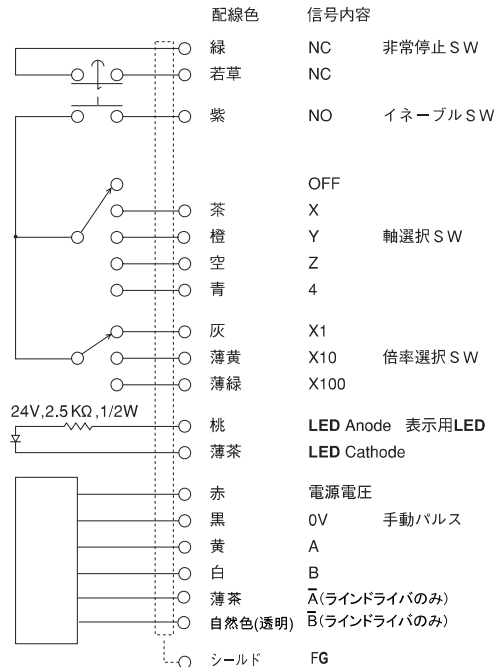 配線色 信号内容
緑 NC 非常停止ＳＷ
若草 NC
紫 NO イネーブルＳＷ
OFF
茶 X
橙 Y 軸選択ＳＷ
空 Z
青 4
灰 X1
薄黄 X10 倍率選択ＳＷ
薄緑 X100
24V,2.5 KΩ,1/2W
桃 LED Anode 表示用LED
薄茶 LED Cathode
赤 電源電圧
黒 0V 手動パルス
黄 A
白 B
薄茶 A̅(ラインドライバのみ)
自然色(透明) B̅(ラインドライバのみ)
シールド FG